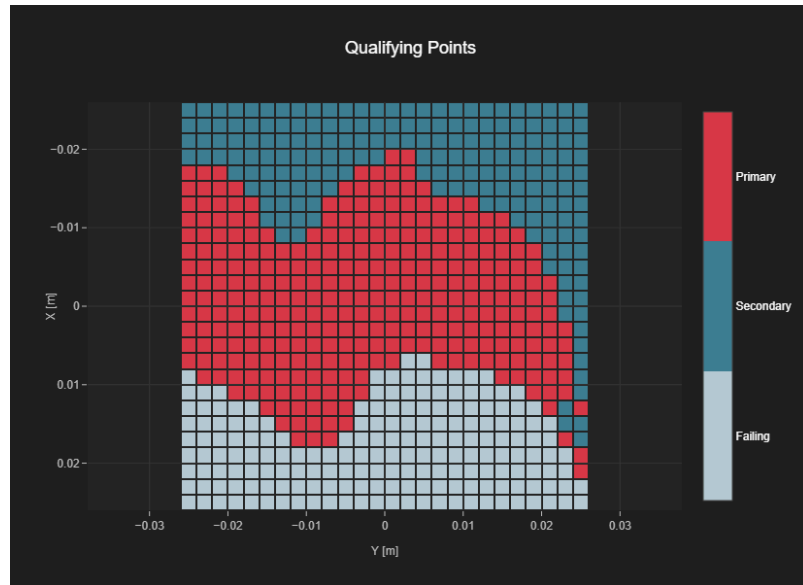 Qualifying Points
−0.02
−0.01
0
0.01
0.02
X [m]
−0.03
−0.02
−0.01
0
0.01
0.02
0.03
Y [m]
Primary
Secondary
Failing